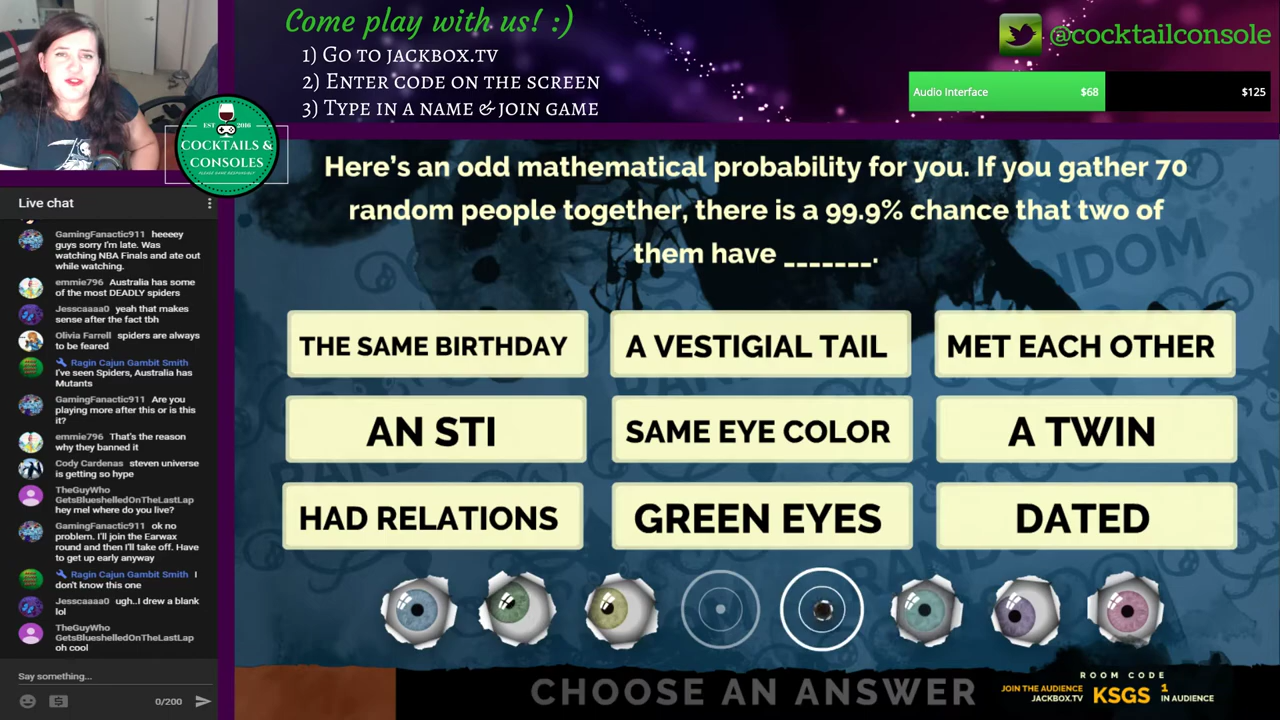 Come play with us! :)
1) Go to jackbox.tv
2) Enter code on the screen
3) Type in a name & join game
@cocktailconsole
Audio Interface $68 $125
EST 2016
COCKTAILS &
CONSOLES
PLEASE GAME RESPONSIBLY
Live chat
GamingFanactic911 heeeey
guys sorry I'm late. Was
watching NBA Finals and ate out
while watching.
emmie796 Australia has some
of the most DEADLY spiders
Jesscaaaa0 yeah that makes
sense after the fact tbh
Olivia Farrell spiders are always
to be feared
Ragin Cajun Gambit Smith
I've seen Spiders, Australia has
Mutants
GamingFanactic911 Are you
playing more after this or is this
it?
emmie796 That's the reason
why they banned it
Cody Cardenas steven universe
is getting so hype
TheGuyWho
GetsBlueshelledOnTheLastLap
hey mel where do you live?
GamingFanactic911 ok no
problem. I'll join the Earwax
round and then I'll take off. Have
to get up early anyway
Ragin Cajun Gambit Smith I
don't know this one
Jesscaaaa0 ugh..I drew a blank
lol
TheGuyWho
GetsBlueshelledOnTheLastLap
oh cool
Say something...
0/200
Here's an odd mathematical probability for you. If you gather 70
random people together, there is a 99.9% chance that two of
them have _______.
THE SAME BIRTHDAY
A VESTIGIAL TAIL
MET EACH OTHER
AN STI
SAME EYE COLOR
A TWIN
HAD RELATIONS
GREEN EYES
DATED
CHOOSE AN ANSWER
ROOM CODE
JOIN THE AUDIENCE
JACKBOX.TV
KSGS
1
IN AUDIENCE